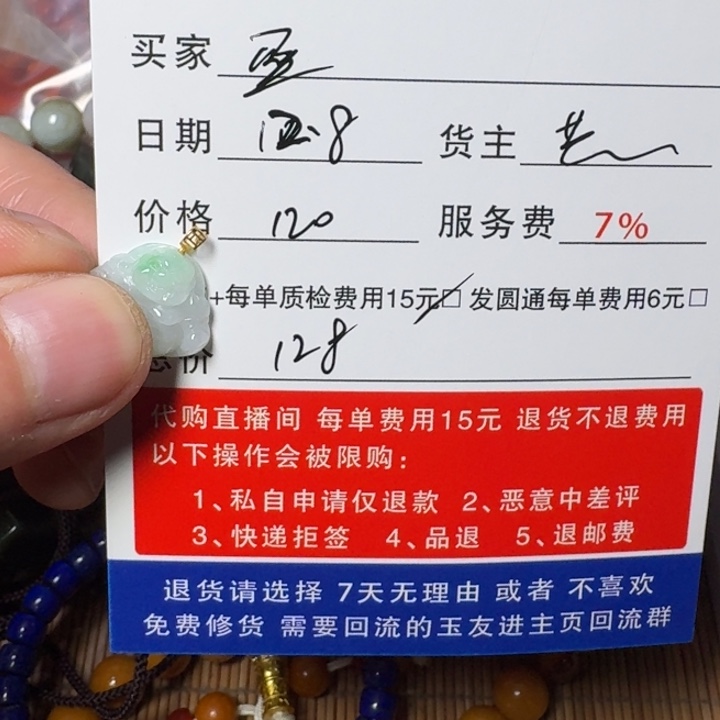 买家
日期 12.8 货主
价格 120 服务费 7%
+每单质检费用15元□ 发圆通每单费用6元□
总价 128
代购直播间 每单费用15元 退货不退费用
以下操作会被限购:
1、私自申请仅退款 2、恶意中差评
3、快递拒签 4、品退 5、退邮费
退货请选择 7天无理由 或者 不喜欢
免费修货 需要回流的玉友进主页回流群